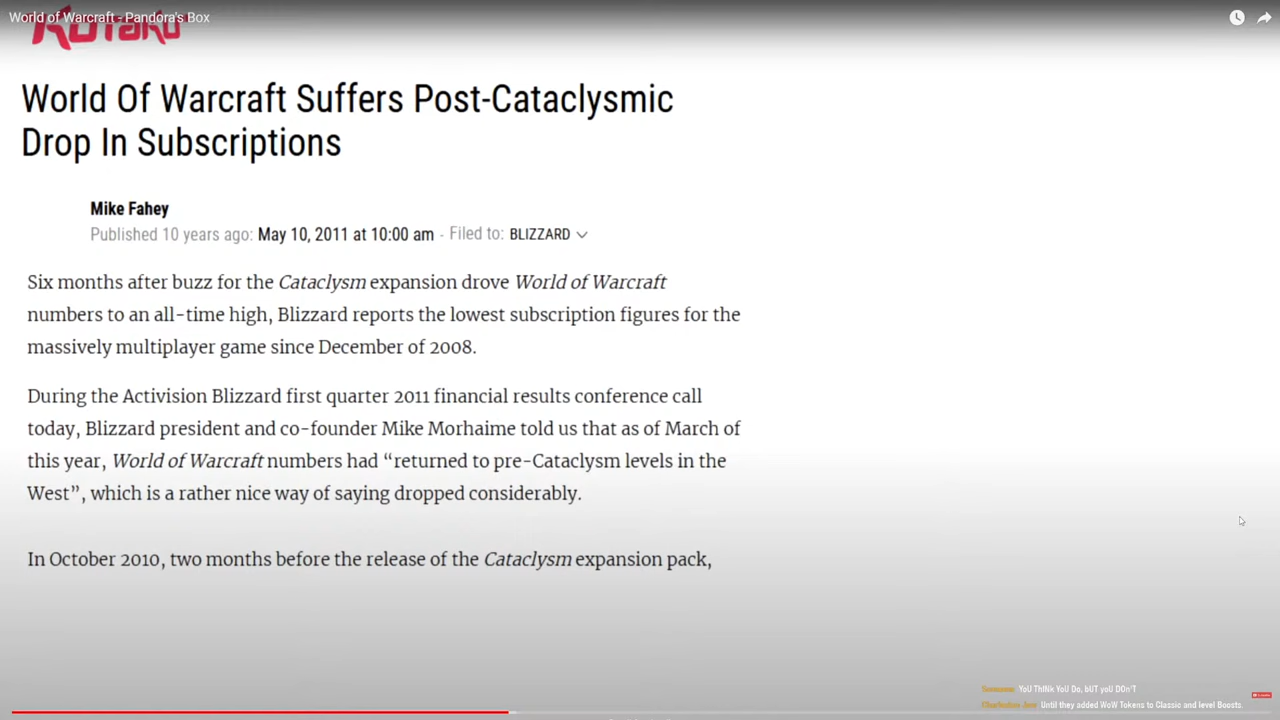 World of Warcraft - Pandora's Box
KOTAKU
World Of Warcraft Suffers Post-Cataclysmic
Drop In Subscriptions
Mike Fahey
Published 10 years ago: May 10, 2011 at 10:00 am - Filed to: BLIZZARD
Six months after buzz for the Cataclysm expansion drove World of Warcraft
numbers to an all-time high, Blizzard reports the lowest subscription figures for the
massively multiplayer game since December of 2008.
During the Activision Blizzard first quarter 2011 financial results conference call
today, Blizzard president and co-founder Mike Morhaime told us that as of March of
this year, World of Warcraft numbers had “returned to pre-Cataclysm levels in the
West”, which is a rather nice way of saying dropped considerably.
In October 2010, two months before the release of the Cataclysm expansion pack,
YoU ThINk YoU Do, bUT yoU DOn'T
Until they added WoW Tokens to Classic and level Boosts.